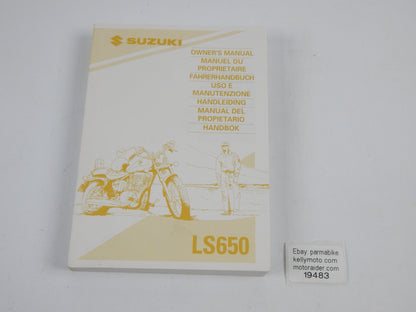 SUZUKI
OWNER'S MANUAL
MANUEL DU
PROPRIETAIRE
FAHRERHANDBUCH
USO E
MANUTENZIONE
HANDLEIDING
MANUAL DEL
PROPIETARIO
HANDBOK
LS650
Ebay: parmabike
kellymoto.com
motoraider.com
19483